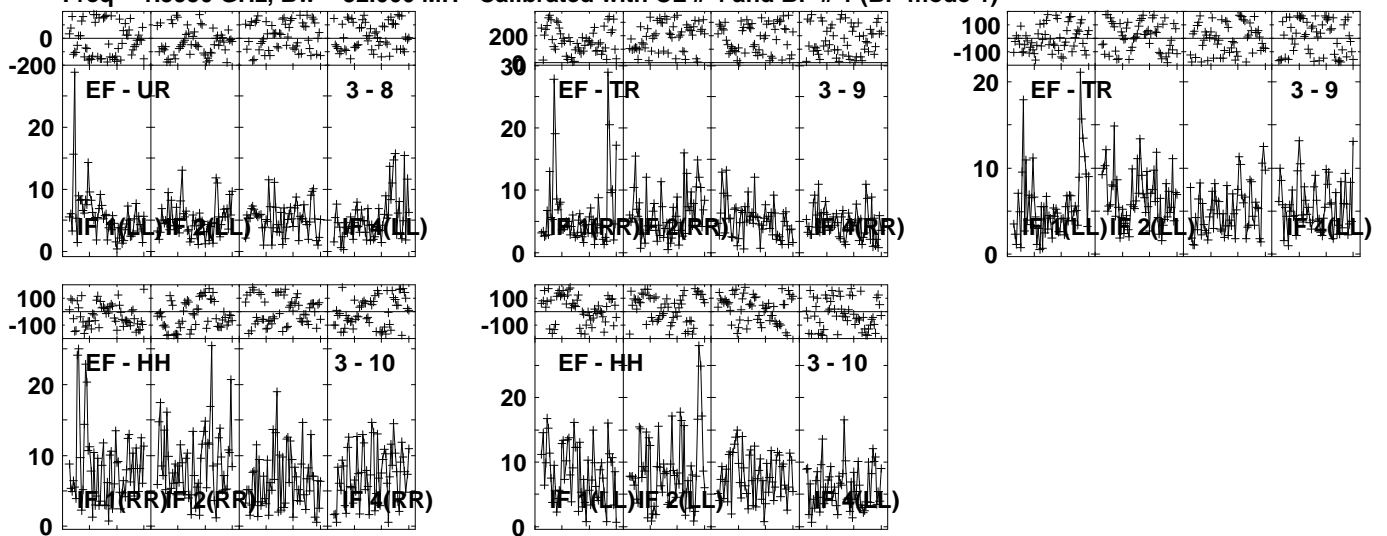 0
-200
EF - UR 3 - 8
20
10
0
IF 1(LL) IF 2(LL) IF 4(LL)
200
0
30
EF - TR 3 - 9
20
10
0
IF 1(RR) IF 2(RR) IF 4(RR)
100
-100
20
EF - TR 3 - 9
10
0
IF 1(LL) IF 2(LL) IF 4(LL)
100
-100
EF - HH 3 - 10
20
10
0
IF 1(RR) IF 2(RR) IF 4(RR)
100
-100
EF - HH 3 - 10
20
10
0
IF 1(LL) IF 2(LL) IF 4(LL)